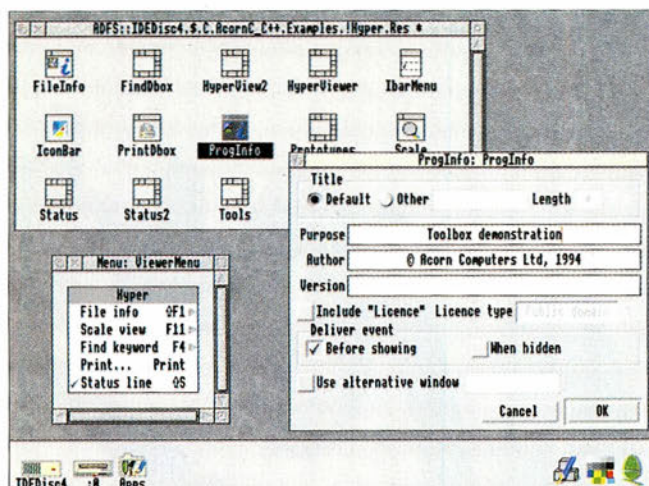 ADFS::IDEDisc4.$.C.AcornC_C++.Examples.!Hyper.Res *
FileInfo FindDbox HyperView2 HyperViewer IbarMenu
IconBar PrintDbox ProgInfo Prototypes Scale
Status Status2 Tools
ProgInfo: ProgInfo
Title
Default Other Length
Purpose Toolbox demonstration
Author © Acorn Computers Ltd, 1994
Version
Include "Licence" Licence type Public domain
Deliver event
Before showing When hidden
Use alternative window
Cancel OK
Menu: ViewerMenu
Hyper
File info ⇧F1
Scale view F11
Find keyword F4
Print... Print
✓Status line ⇧S
IDEDisc4 :0 Apps